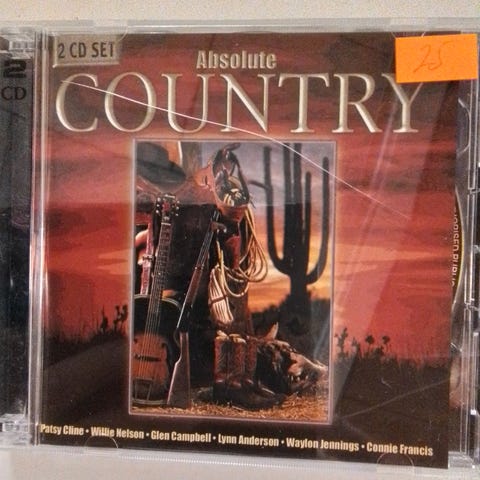 2 CD SET
Absolute
COUNTRY
25
2
CD
Patsy Cline • Willie Nelson • Glen Campbell • Lynn Anderson • Waylon Jennings • Connie Francis